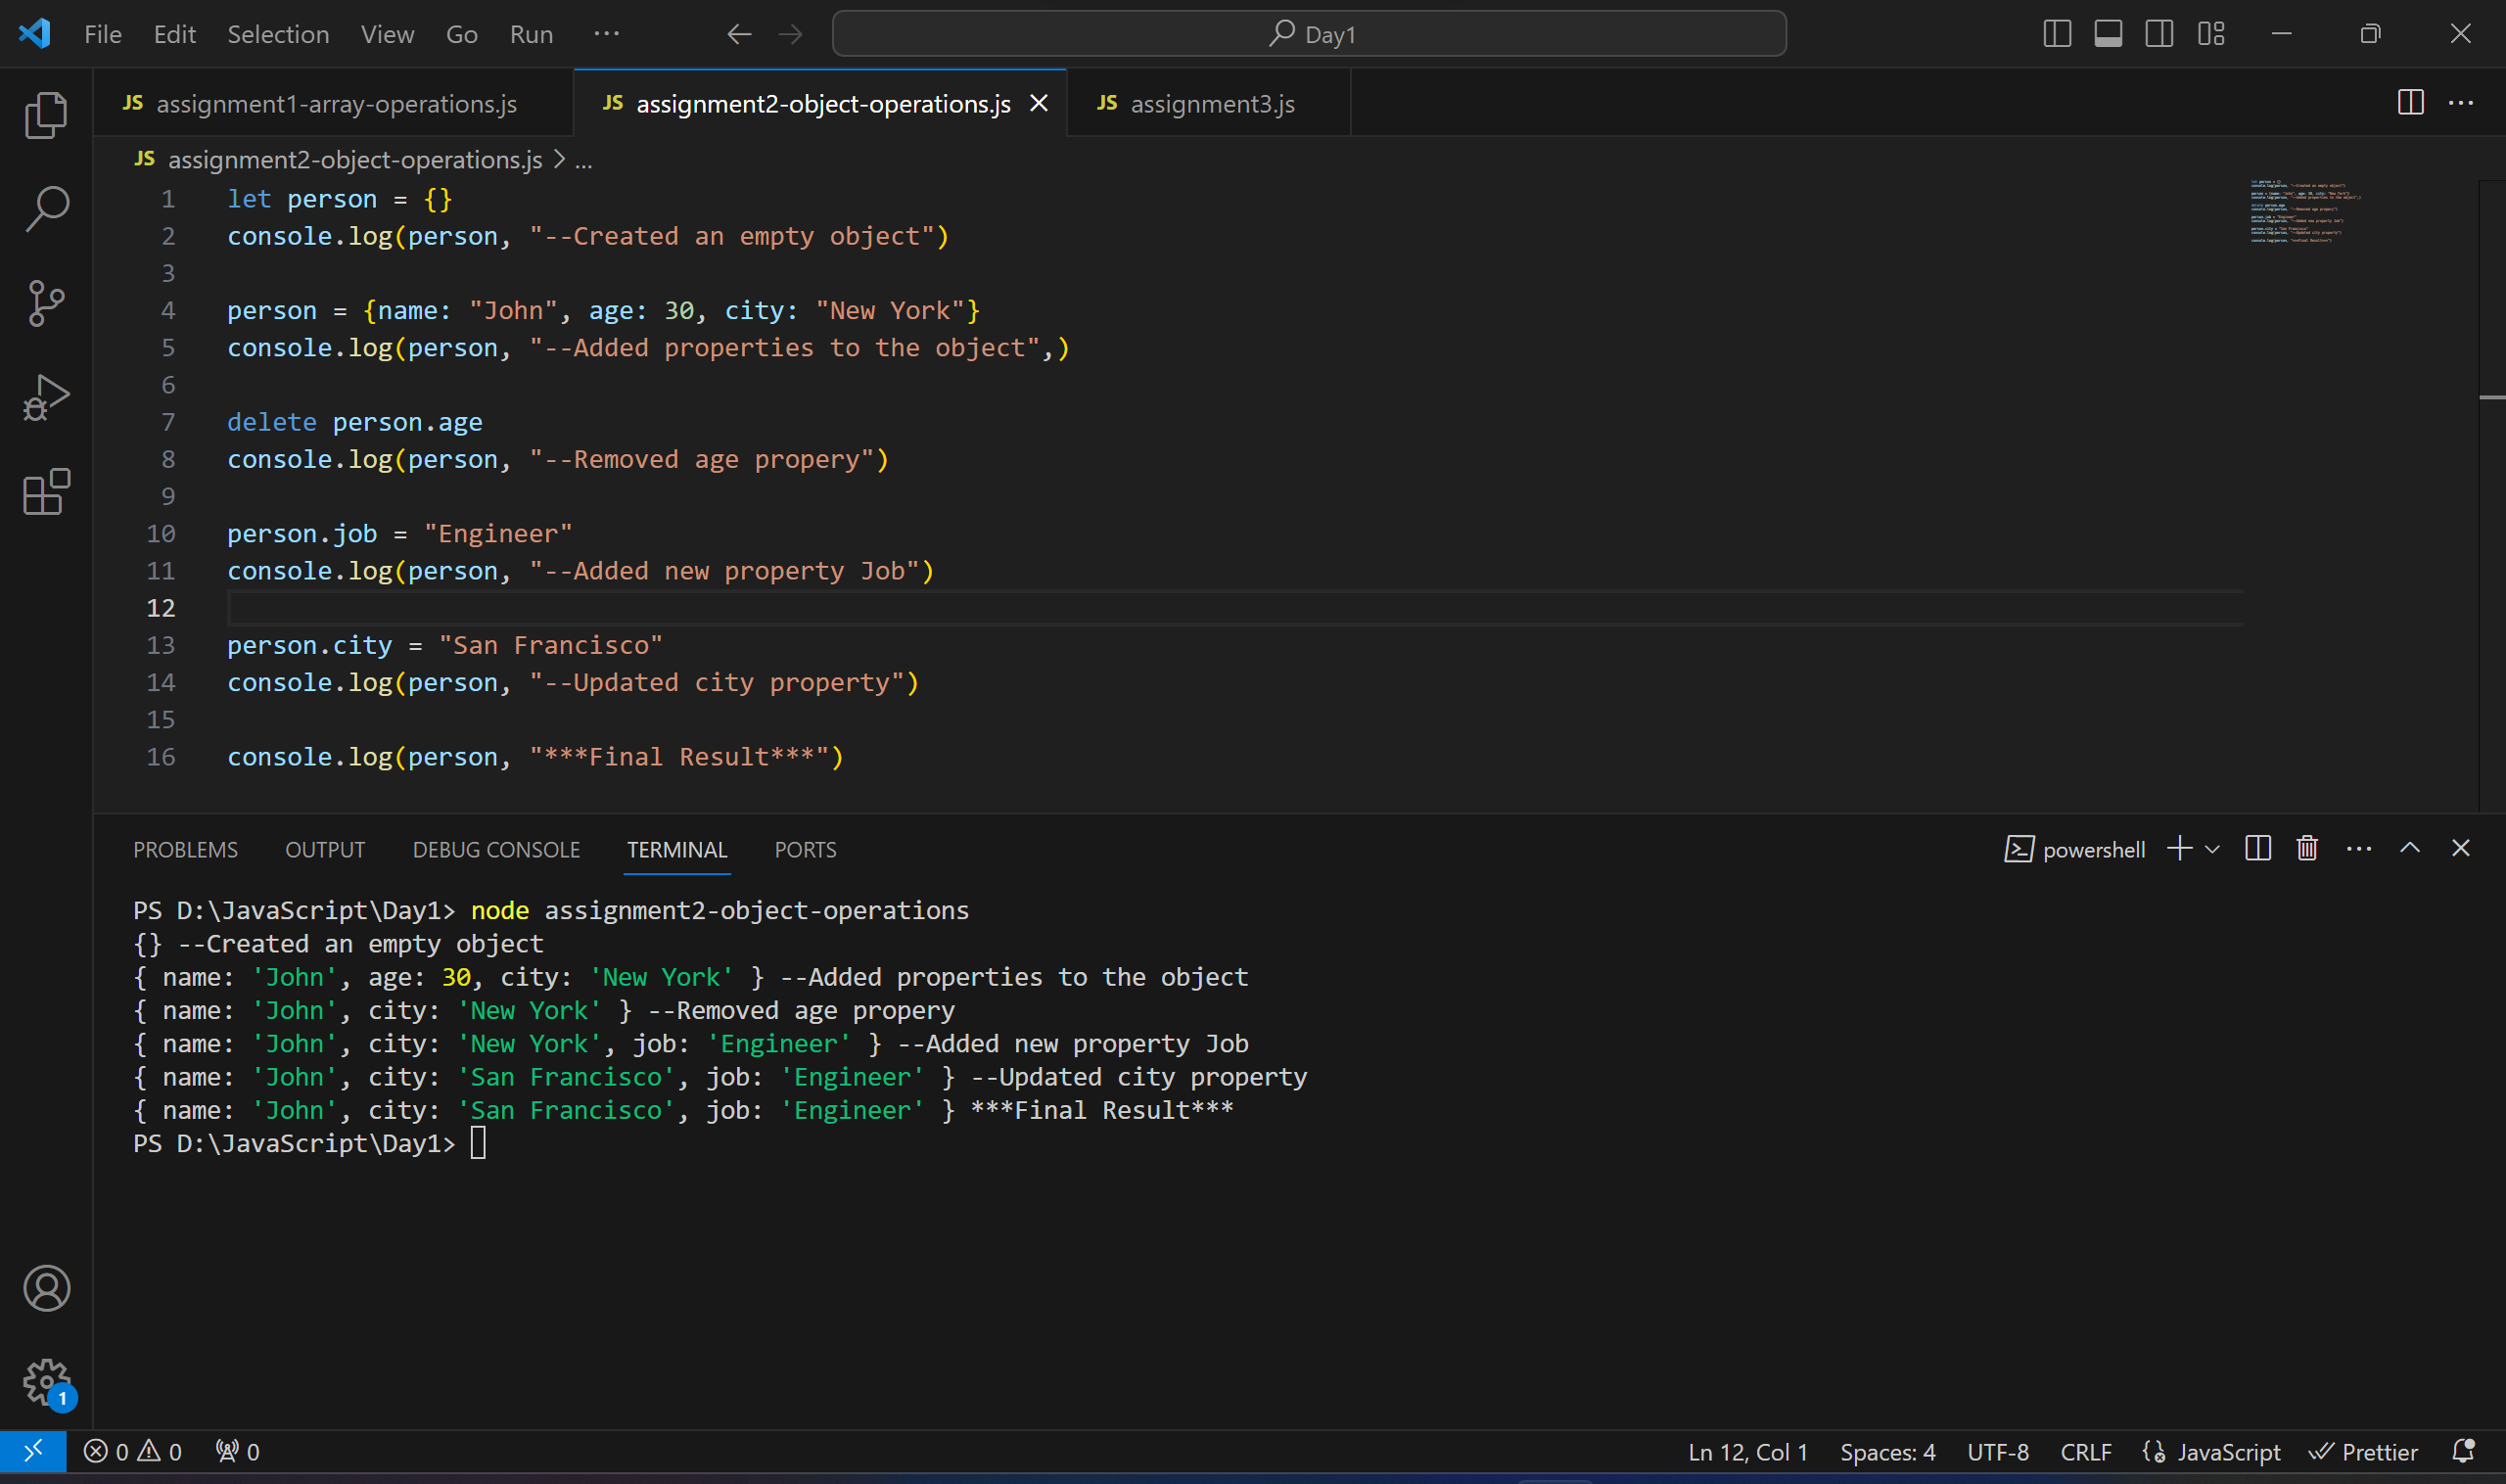 File Edit Selection View Go Run ··· Day1
JS assignment1-array-operations.js JS assignment2-object-operations.js JS assignment3.js
JS assignment2-object-operations.js > ...
1 let person = {}
2 console.log(person, "--Created an empty object")
3
4 person = {name: "John", age: 30, city: "New York"}
5 console.log(person, "--Added properties to the object",)
6
7 delete person.age
8 console.log(person, "--Removed age propery")
9
10 person.job = "Engineer"
11 console.log(person, "--Added new property Job")
12
13 person.city = "San Francisco"
14 console.log(person, "--Updated city property")
15
16 console.log(person, "***Final Result***")
PROBLEMS OUTPUT DEBUG CONSOLE TERMINAL PORTS powershell
PS D:\JavaScript\Day1> node assignment2-object-operations
{} --Created an empty object
{ name: 'John', age: 30, city: 'New York' } --Added properties to the object
{ name: 'John', city: 'New York' } --Removed age propery
{ name: 'John', city: 'New York', job: 'Engineer' } --Added new property Job
{ name: 'John', city: 'San Francisco', job: 'Engineer' } --Updated city property
{ name: 'John', city: 'San Francisco', job: 'Engineer' } ***Final Result***
PS D:\JavaScript\Day1>
1
0 0 0 Ln 12, Col 1 Spaces: 4 UTF-8 CRLF JavaScript Prettier